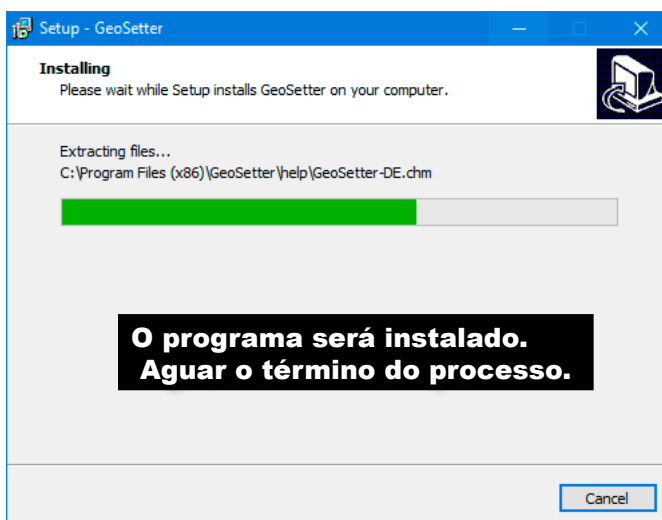 Setup - GeoSetter
Installing
Please wait while Setup installs GeoSetter on your computer.
Extracting files...
C:\Program Files (x86)\GeoSetter\help\GeoSetter-DE.chm
O programa será instalado.
Aguar o término do processo.
Cancel